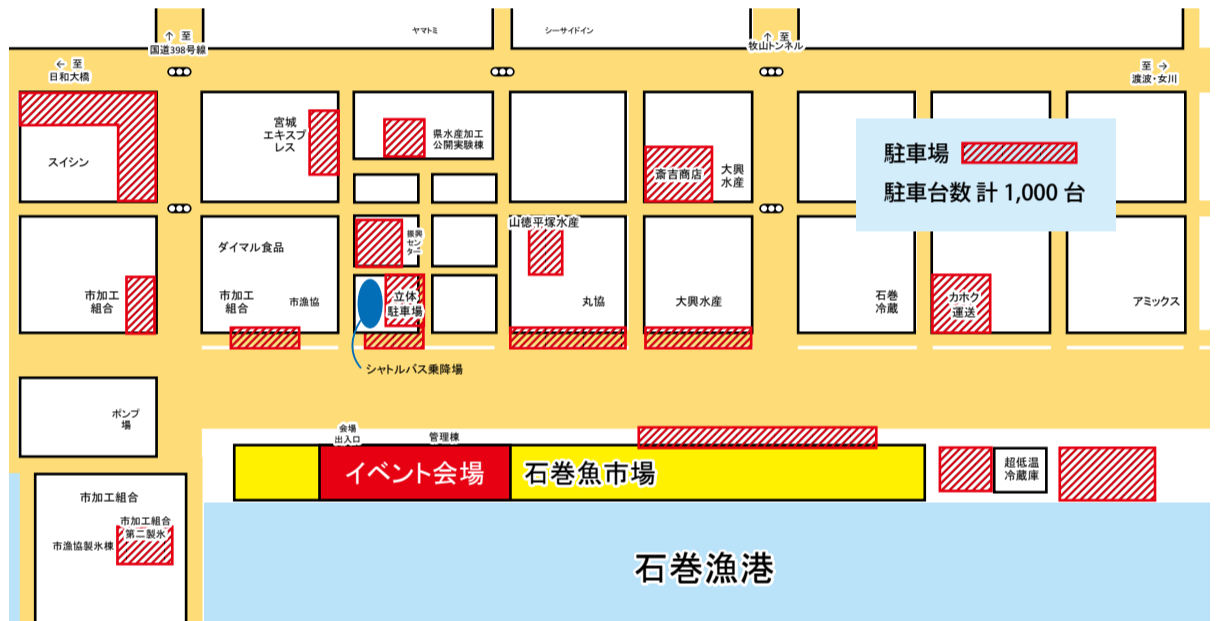 ヤマトミ
シーサイドイン
↑ 至
国道398号線
↑ 至
牧山トンネル
← 至
日和大橋
至 →
渡波・女川
スイシン
宮城
エキスプ
レス
県水産加工
公開実験棟
斎吉商店
大興
水産
駐車場
駐車台数 計 1,000 台
市加工
組合
ダイマル食品
市加工
組合
市漁協
振興
セン
ター
立体
駐車場
山徳平塚水産
丸協
大興水産
石巻
冷蔵
カホク
運送
アミックス
シャトルバス乗降場
ポンプ
場
会場
出入口
管理棟
イベント会場
石巻魚市場
超低温
冷蔵庫
市加工組合
市加工組合
第二製氷
市漁協製氷棟
石巻漁港